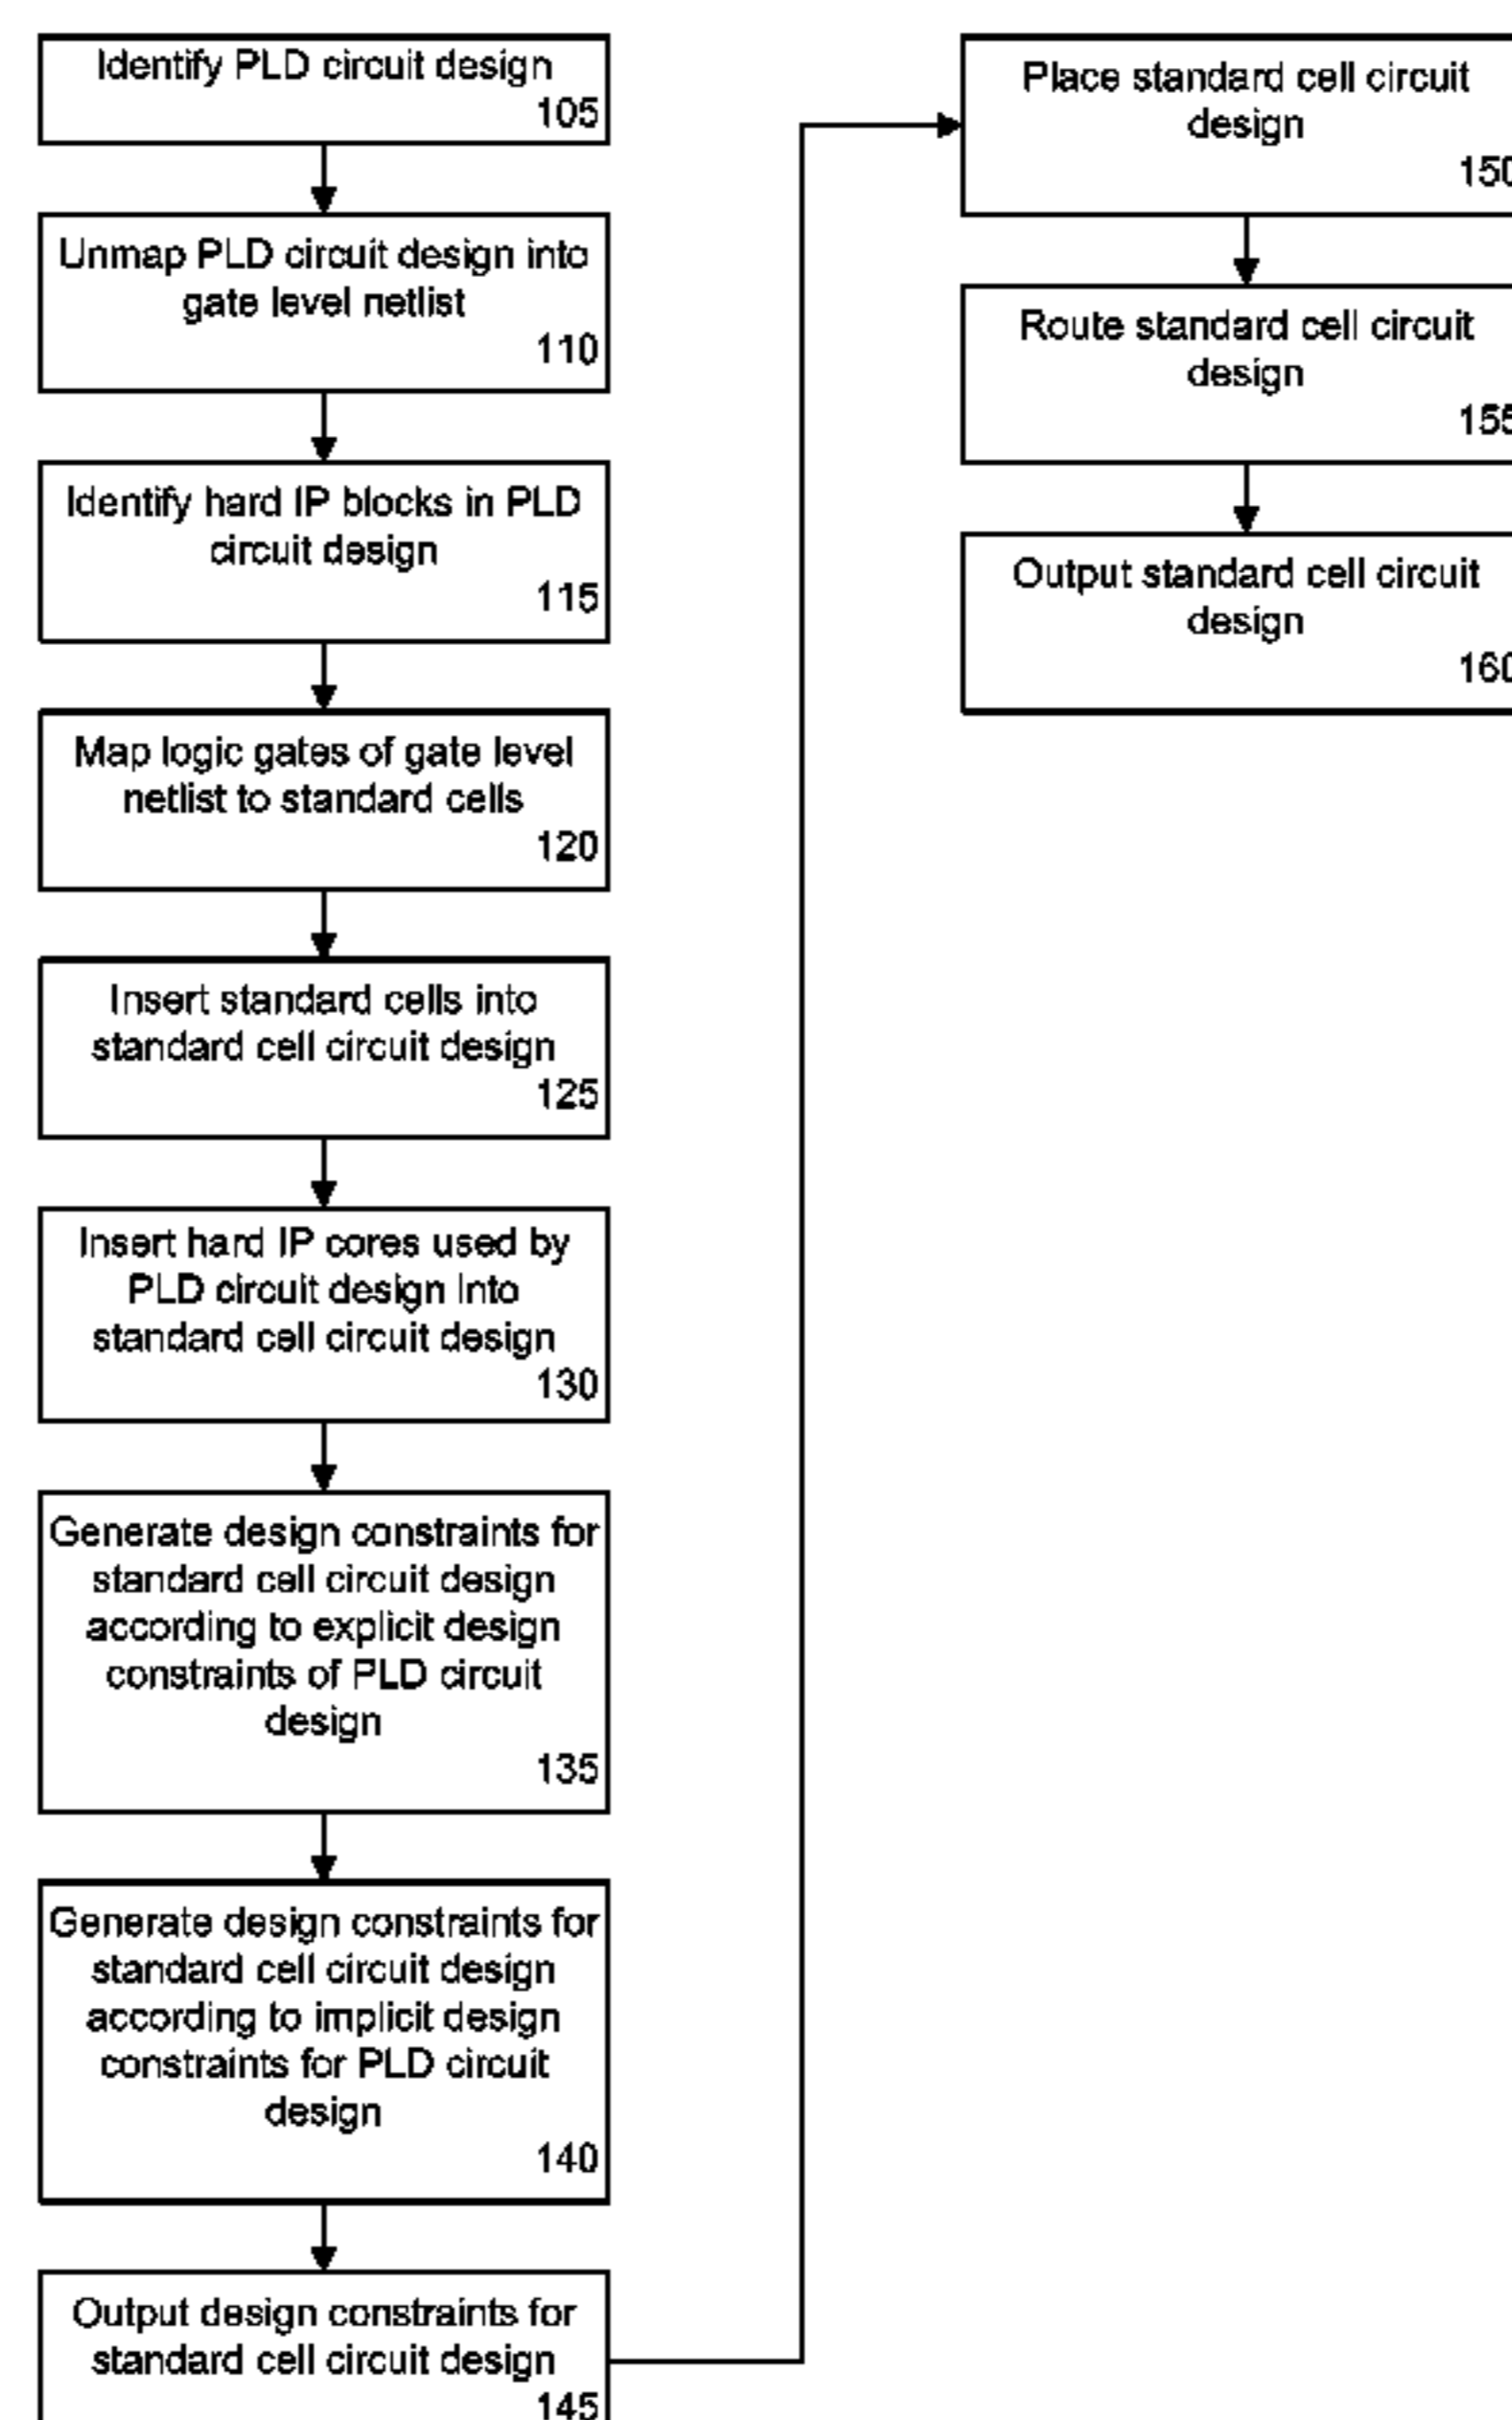 Identify PLD circuit design
105
Unmap PLD circuit design into
gate level netlist
110
Identify hard IP blocks in PLD
circuit design
115
Map logic gates of gate level
netlist to standard cells
120
Insert standard cells into
standard cell circuit design
125
Insert hard IP cores used by
PLD circuit design into
standard cell circuit design
130
Generate design constraints for
standard cell circuit design
according to explicit design
constraints of PLD circuit
design
135
Generate design constraints for
standard cell circuit design
according to implicit design
constraints for PLD circuit
design
140
Output design constraints for
standard cell circuit design
145
Place standard cell circuit
design
150
Route standard cell circuit
design
155
Output standard cell circuit
design
160